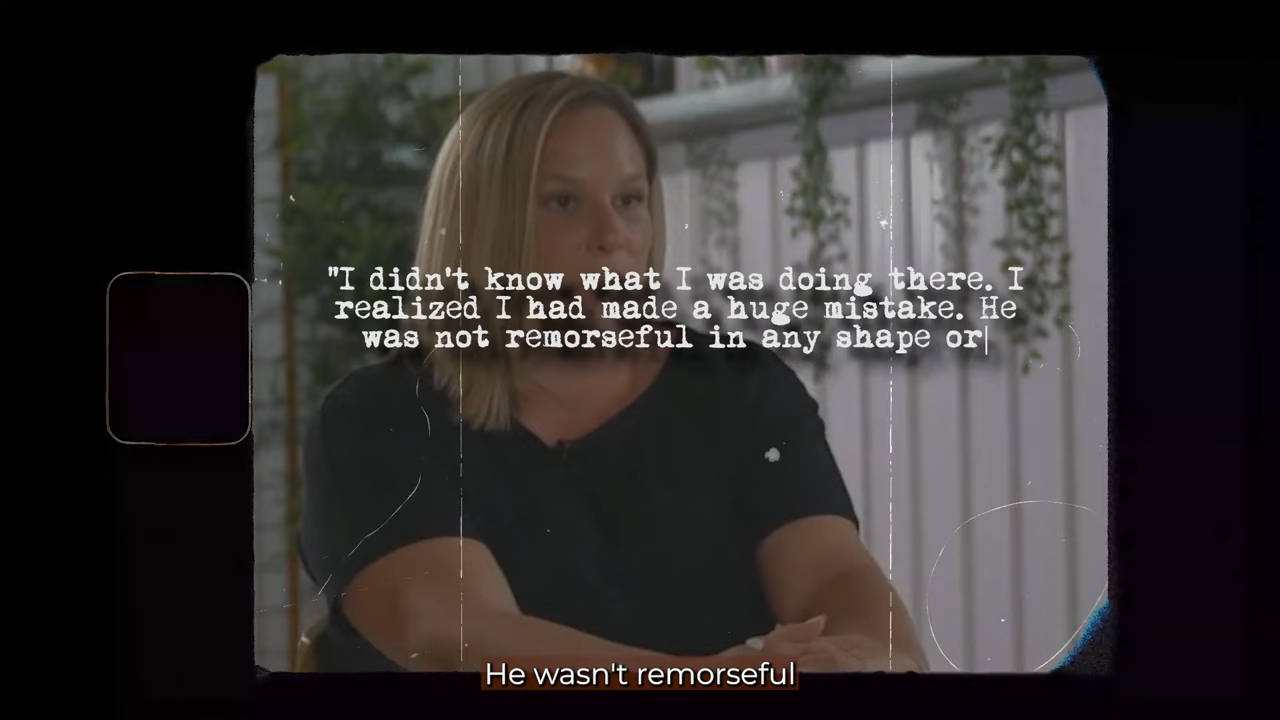 "I didn't know what I was doing there. I
realized I had made a huge mistake. He
was not remorseful in any shape or
He wasn't remorseful